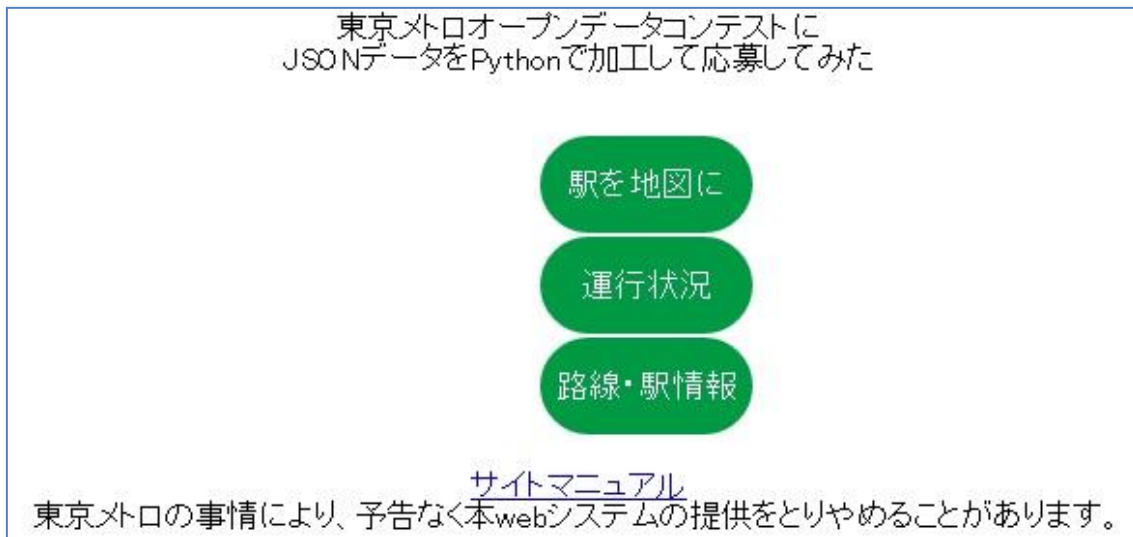 東京メトロオープンデータコンテストに
JSONデータをPythonで加工して応募してみた
駅を地図に
運行状況
路線・駅情報
サイトマニュアル
東京メトロの事情により、予告なく本webシステムの提供をとりやめることがあります。